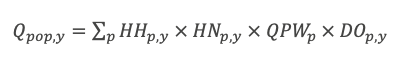 Q_{pop,y} = ∑_p HH_{p,y} × HN_{p,y} × QPW_p × DO_{p,y}